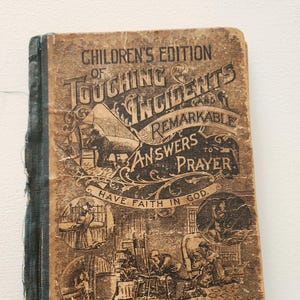 CHILDREN'S EDITION
OF
TOUCHING
INCIDENTS
AND
REMARKABLE
ANSWERS TO
PRAYER
HAVE FAITH IN GOD.